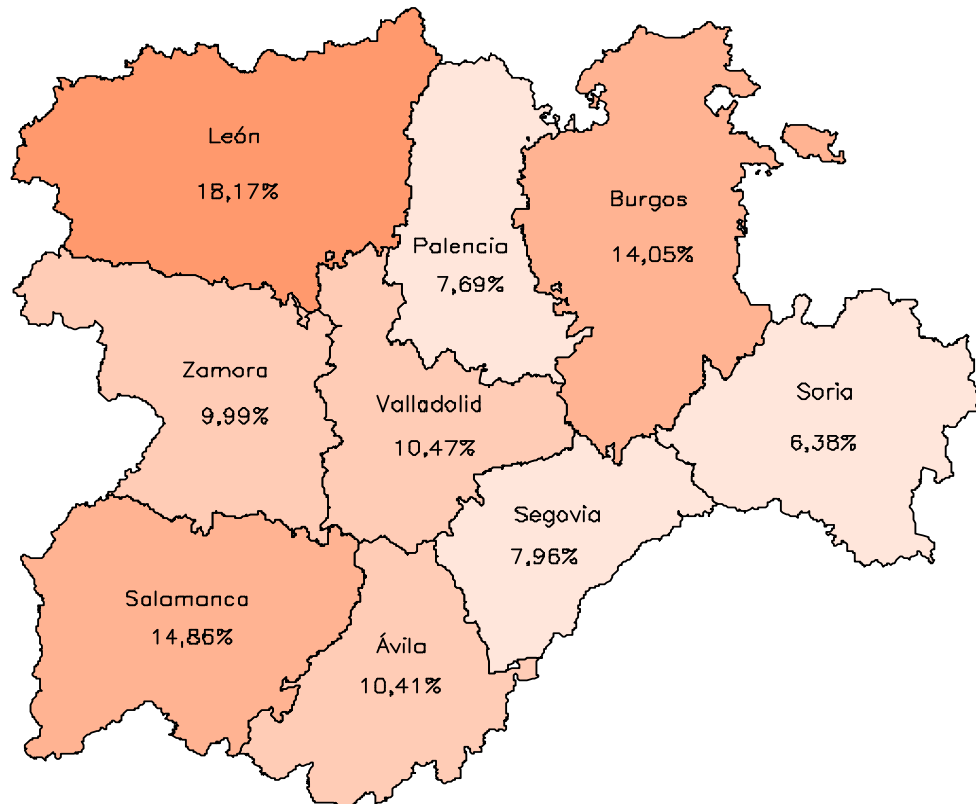 León
18,17%
Burgos
14,05%
Palencia
7,69%
Zamora
9,99%
Valladolid
10,47%
Soria
6,38%
Segovia
7,96%
Salamanca
14,86%
Ávila
10,41%